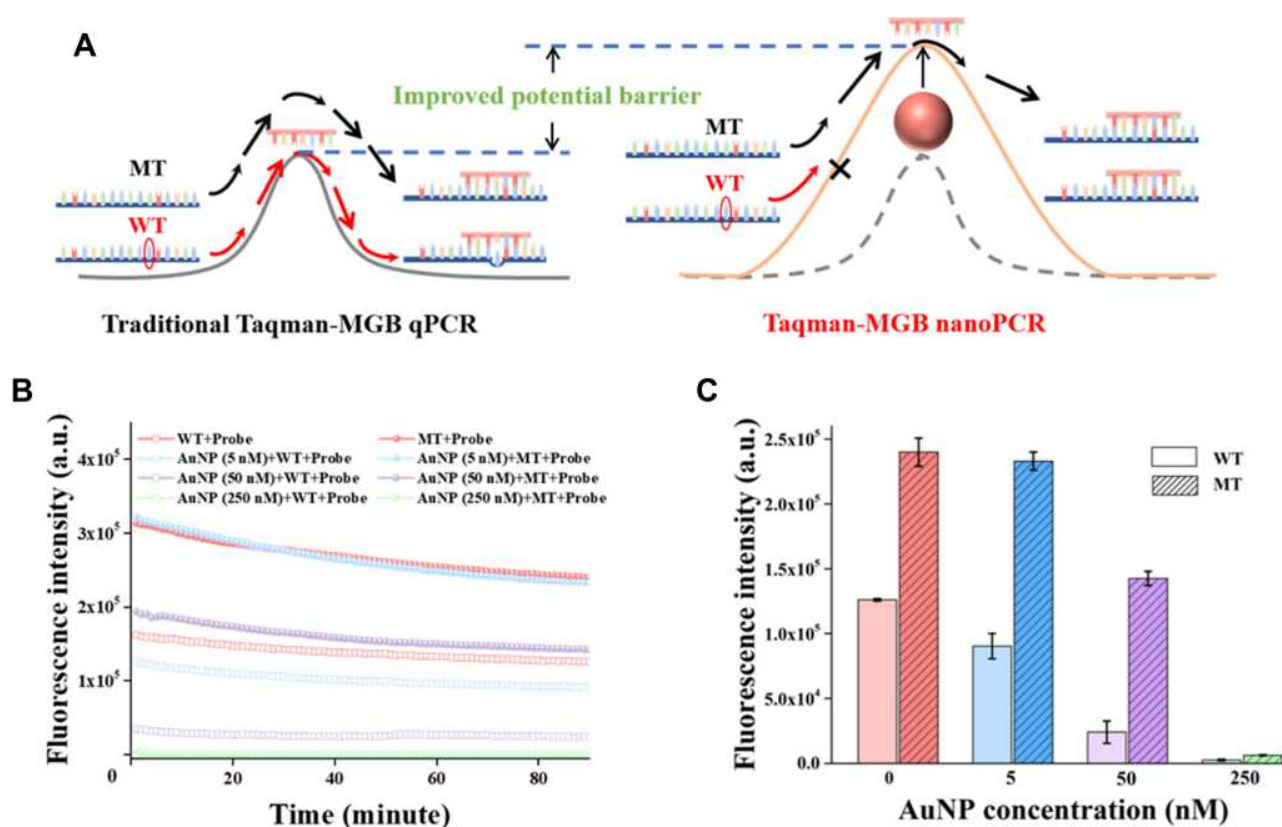 A
Improved potential barrier
MT
WT
MT
WT
Traditional Taqman-MGB qPCR
Taqman-MGB nanoPCR
B
Fluorescence intensity (a.u.)
4x10⁵
3x10⁵
2x10⁵
1x10⁵
WT+Probe
MT+Probe
AuNP (5 nM)+WT+Probe
AuNP (5 nM)+MT+Probe
AuNP (50 nM)+WT+Probe
AuNP (50 nM)+MT+Probe
AuNP (250 nM)+WT+Probe
AuNP (250 nM)+MT+Probe
0 20 40 60 80
Time (minute)
C
Fluorescence intensity (a.u.)
2.5x10⁵
2.0x10⁵
1.5x10⁵
1.0x10⁵
5.0x10⁴
0.0
WT
MT
0 5 50 250
AuNP concentration (nM)